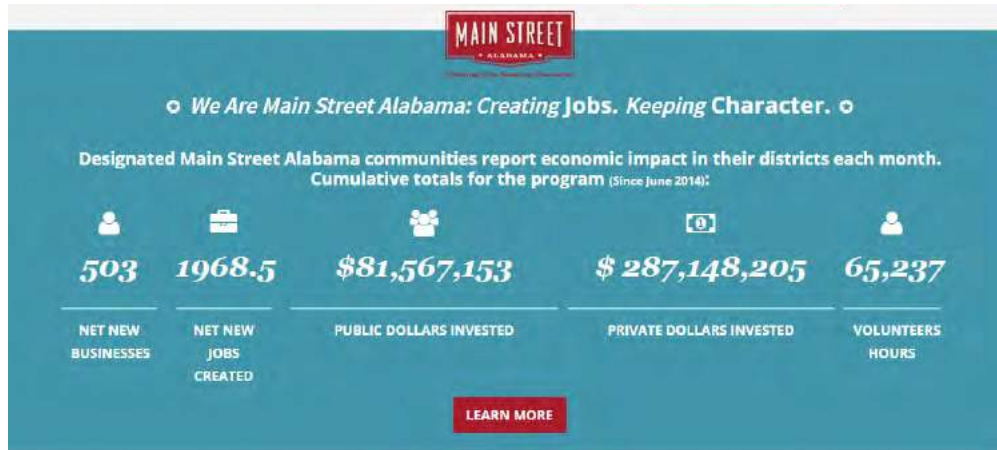 MAIN STREET
• ALABAMA •
We Are Main Street Alabama: Creating Jobs. Keeping Character.
Designated Main Street Alabama communities report economic impact in their districts each month.
Cumulative totals for the program (Since June 2014):
503
1968.5
$81,567,153
$ 287,148,205
65,237
NET NEW
BUSINESSES
NET NEW
JOBS
CREATED
PUBLIC DOLLARS INVESTED
PRIVATE DOLLARS INVESTED
VOLUNTEERS
HOURS
LEARN MORE